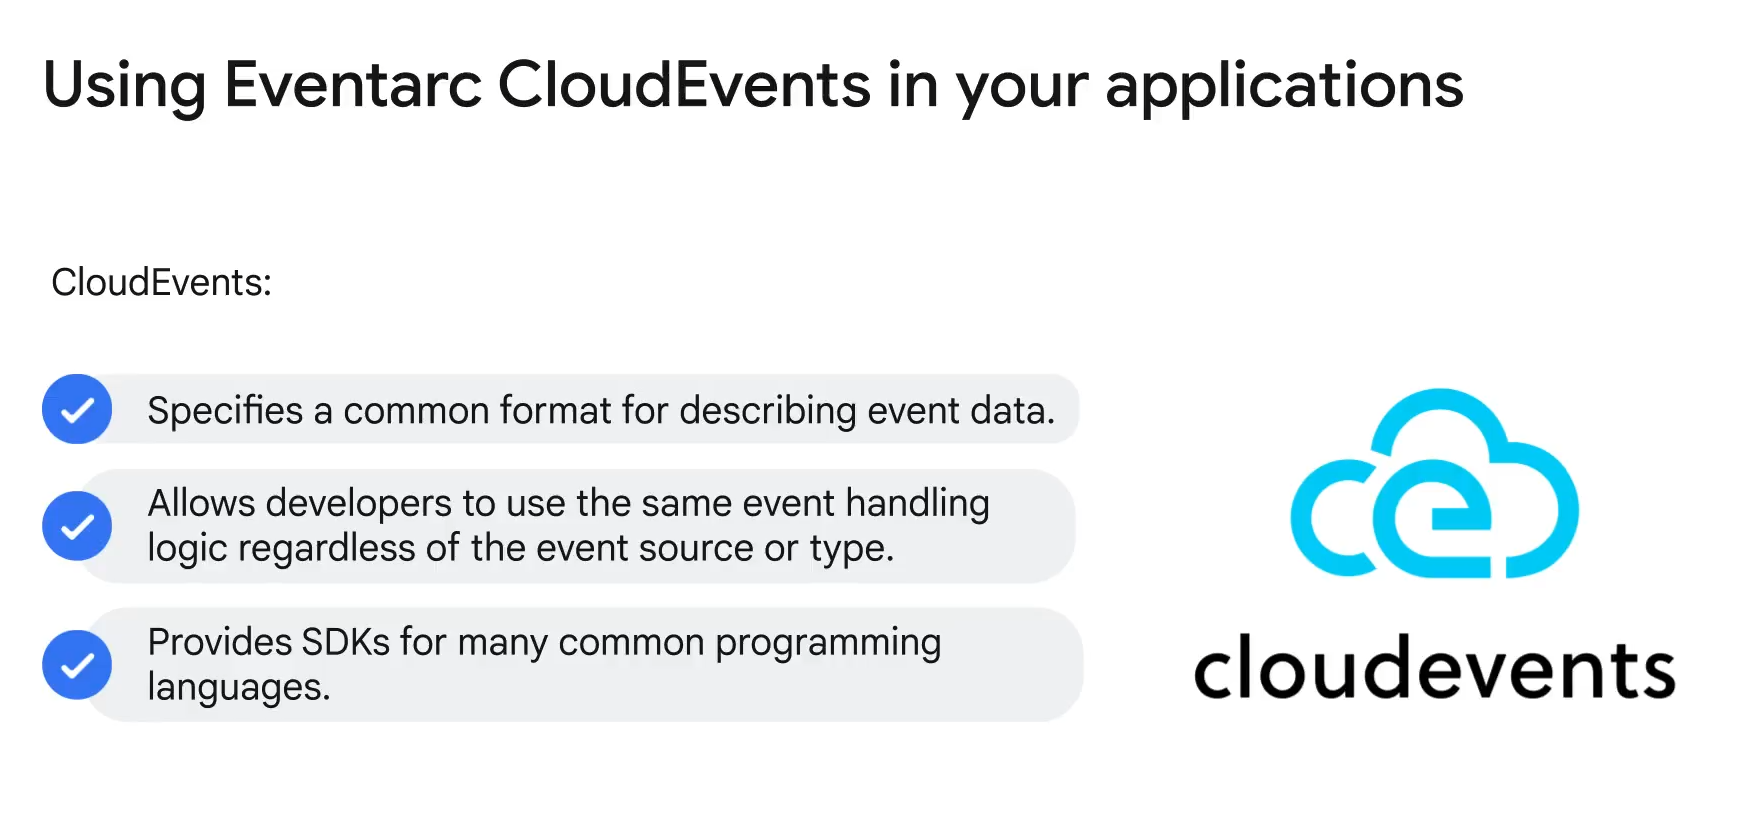 Using Eventarc CloudEvents in your applications
CloudEvents:
Specifies a common format for describing event data.
Allows developers to use the same event handling
logic regardless of the event source or type.
Provides SDKs for many common programming
languages.
ce
cloudevents